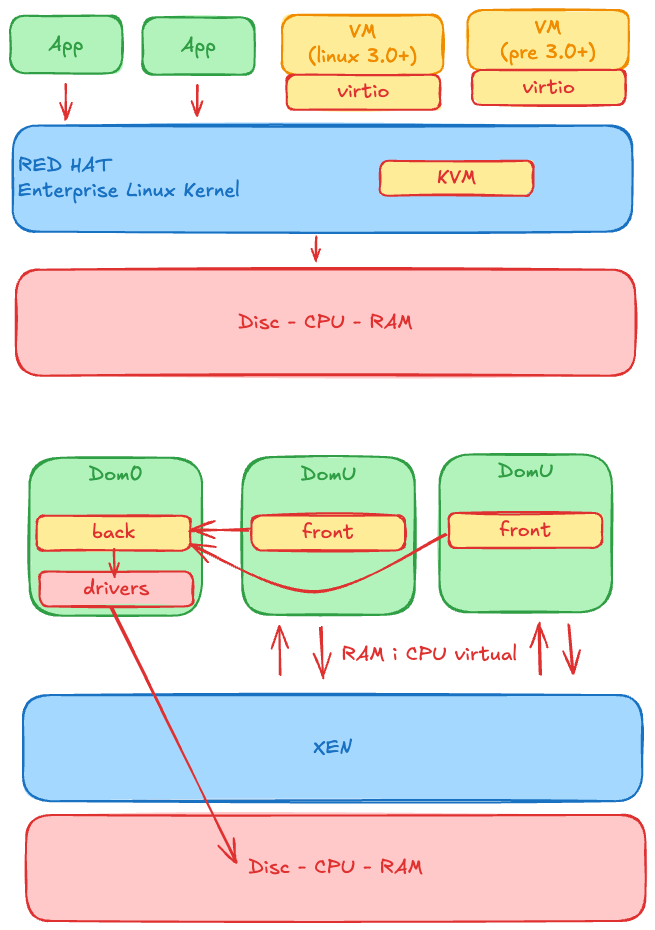 App
App
VM
(linux 3.0+)
virtio
VM
(pre 3.0+)
virtio
RED HAT
Enterprise Linux Kernel
KVM
Disc - CPU - RAM
Dom0
back
drivers
DomU
front
DomU
front
RAM i CPU virtual
XEN
Disc - CPU - RAM